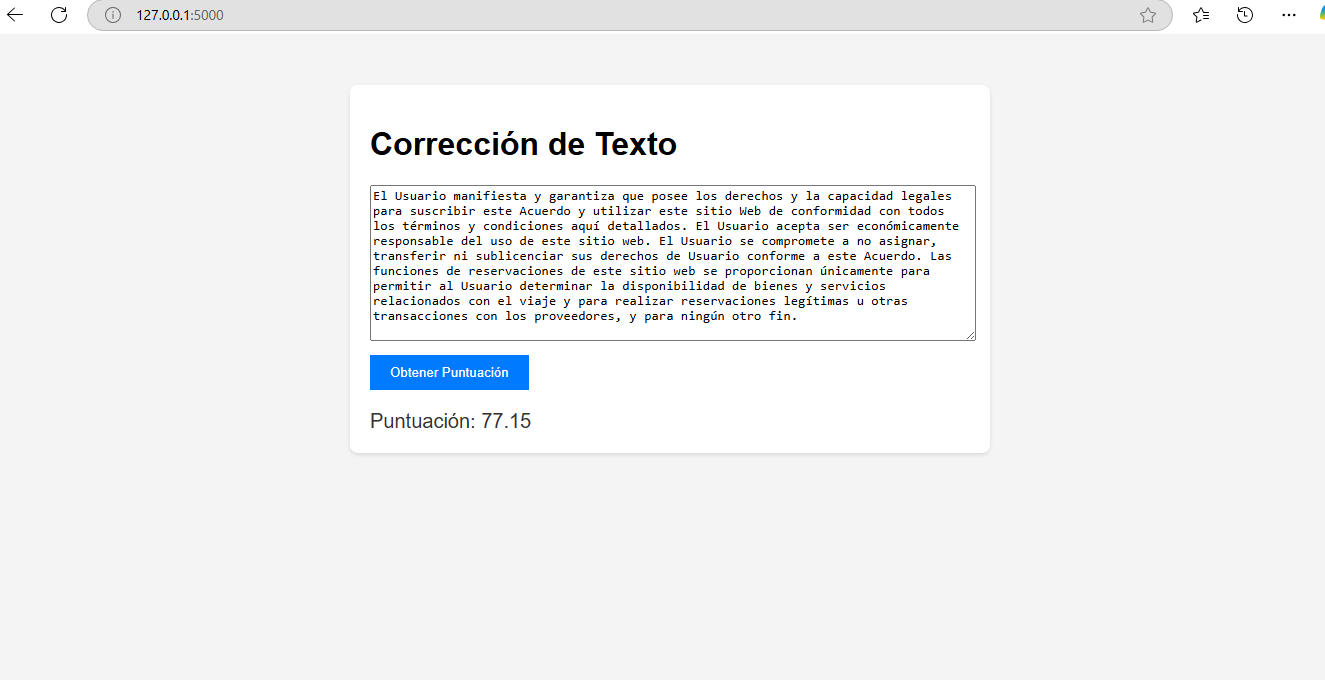 127.0.0.1:5000
Corrección de Texto
El Usuario manifiesta y garantiza que posee los derechos y la capacidad legales
para suscribir este Acuerdo y utilizar este sitio Web de conformidad con todos
los términos y condiciones aquí detallados. El Usuario acepta ser económicamente
responsable del uso de este sitio web. El Usuario se compromete a no asignar,
transferir ni sublicenciar sus derechos de Usuario conforme a este Acuerdo. Las
funciones de reservaciones de este sitio web se proporcionan únicamente para
permitir al Usuario determinar la disponibilidad de bienes y servicios
relacionados con el viaje y para realizar reservaciones legítimas u otras
transacciones con los proveedores, y para ningún otro fin.
Obtener Puntuación
Puntuación: 77.15